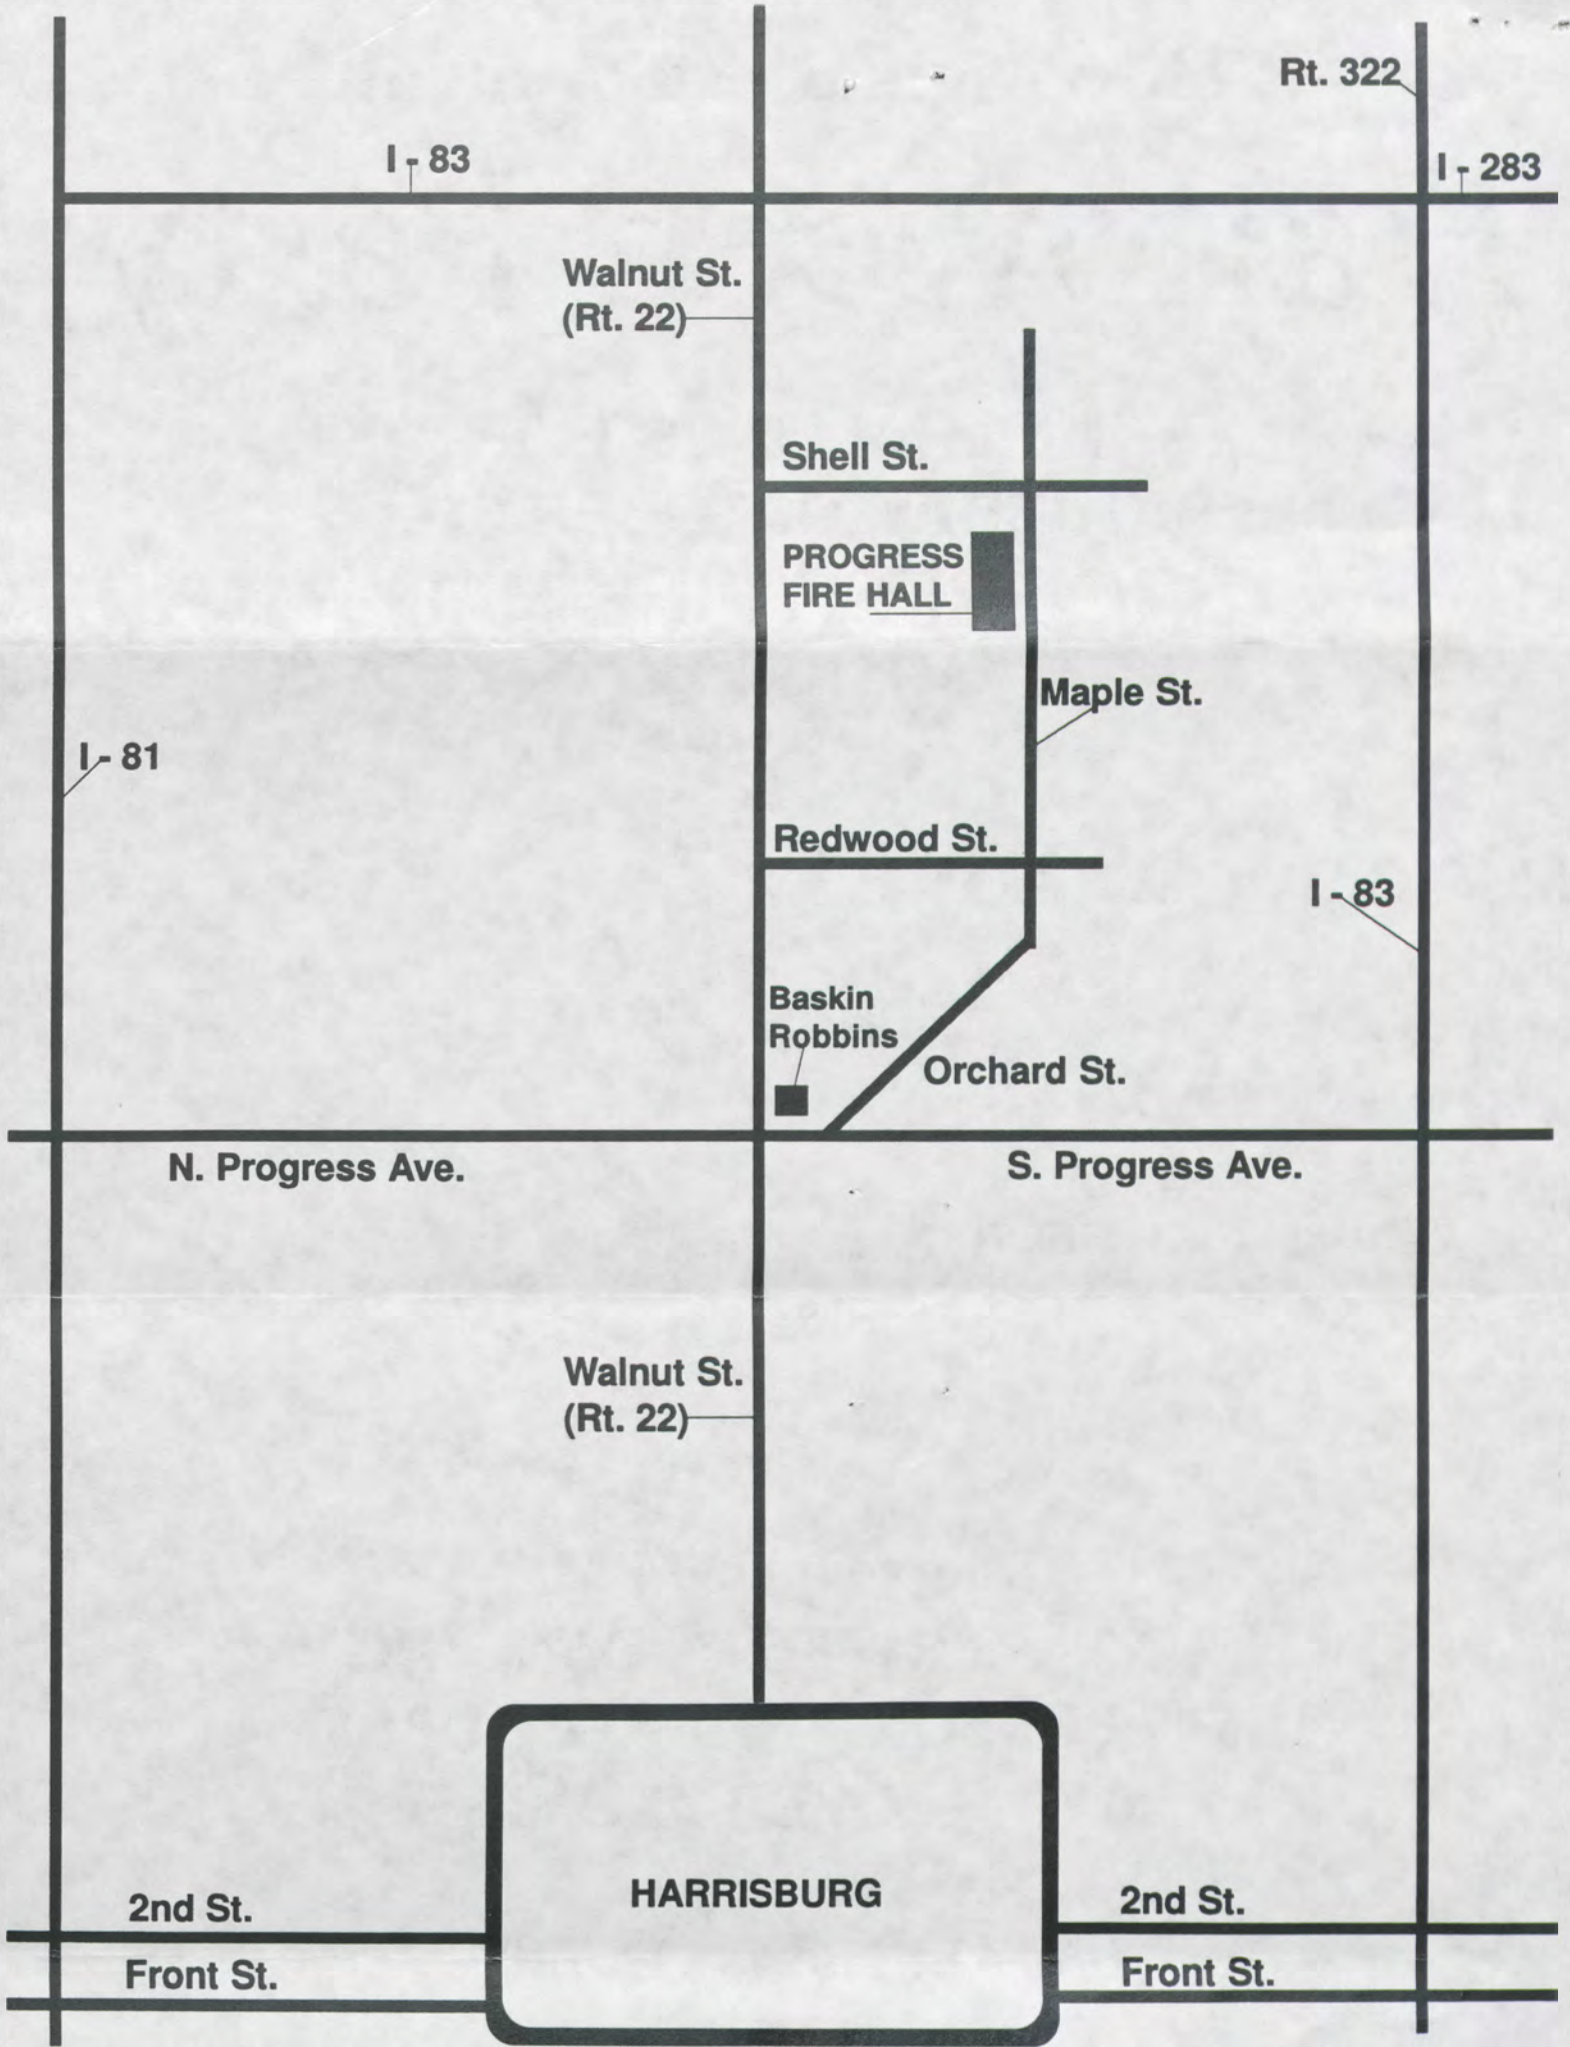 Rt. 322
I - 83
I - 283
Walnut St.
(Rt. 22)
Shell St.
PROGRESS
FIRE HALL
Maple St.
I - 81
Redwood St.
I - 83
Baskin
Robbins
Orchard St.
N. Progress Ave.
S. Progress Ave.
Walnut St.
(Rt. 22)
HARRISBURG
2nd St.
2nd St.
Front St.
Front St.